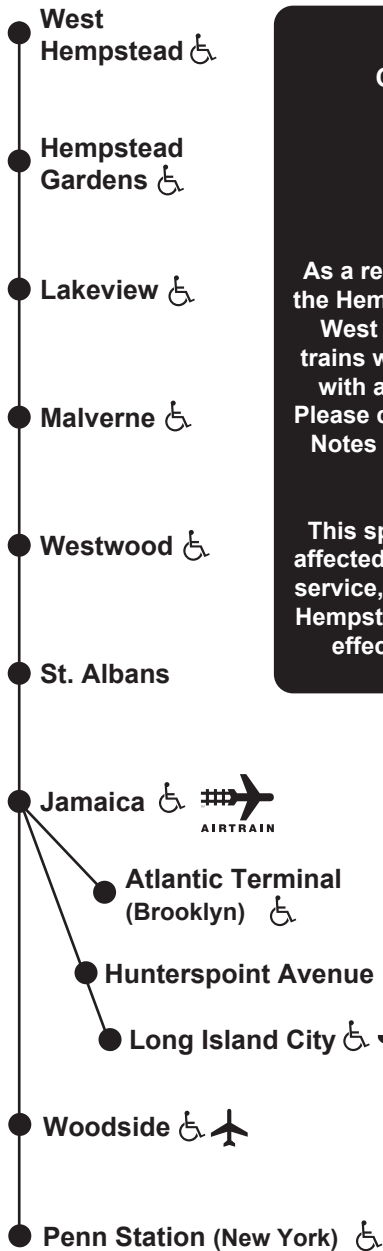 West
Hempstead
Hempstead
Gardens
Lakeview
Malverne
Westwood
St. Albans
Jamaica
AIRTRAIN
Atlantic Terminal
(Brooklyn)
Hunterspoint Avenue
Long Island City
Woodside
Penn Station (New York)
As a re
the Hem
West
trains w
with a
Please c
Notes
This sp
affected
service,
Hempst
effec